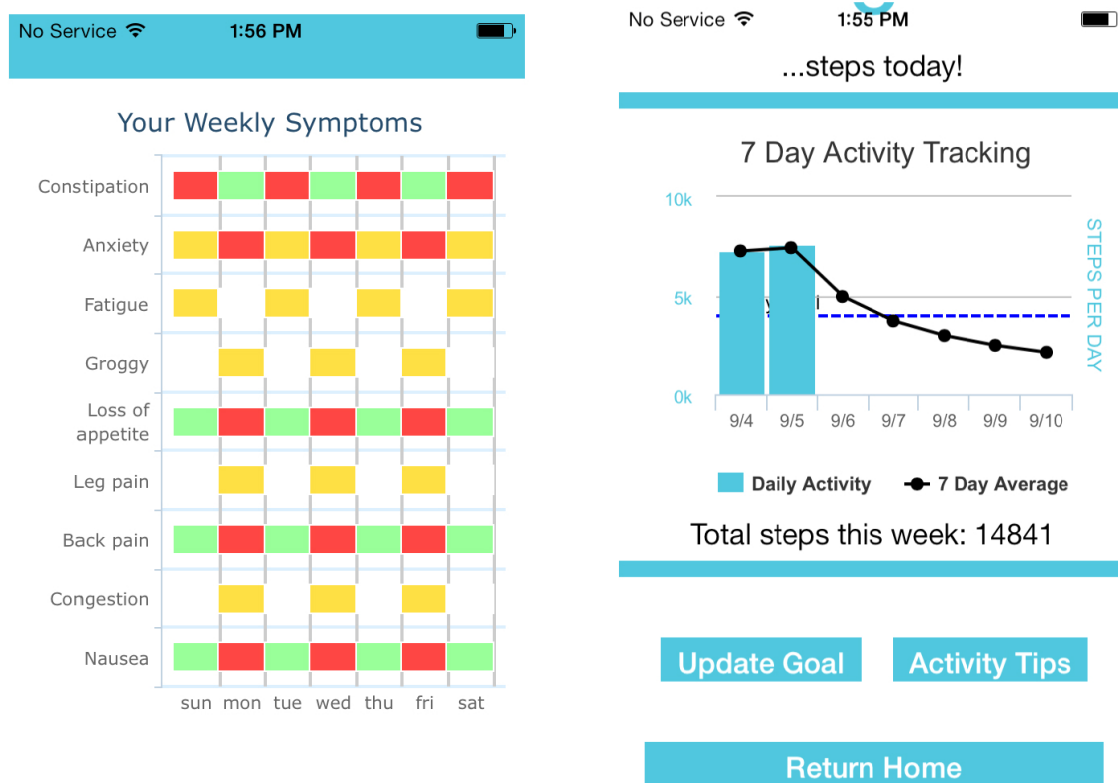 No Service
1:56 PM
Your Weekly Symptoms
Constipation
Anxiety
Fatigue
Groggy
Loss of
appetite
Leg pain
Back pain
Congestion
Nausea
sun mon tue wed thu fri sat
No Service
1:55 PM
...steps today!
7 Day Activity Tracking
10k
5k
0k
STEPS PER DAY
9/4 9/5 9/6 9/7 9/8 9/9 9/10
Daily Activity
7 Day Average
Total steps this week: 14841
Update Goal
Activity Tips
Return Home